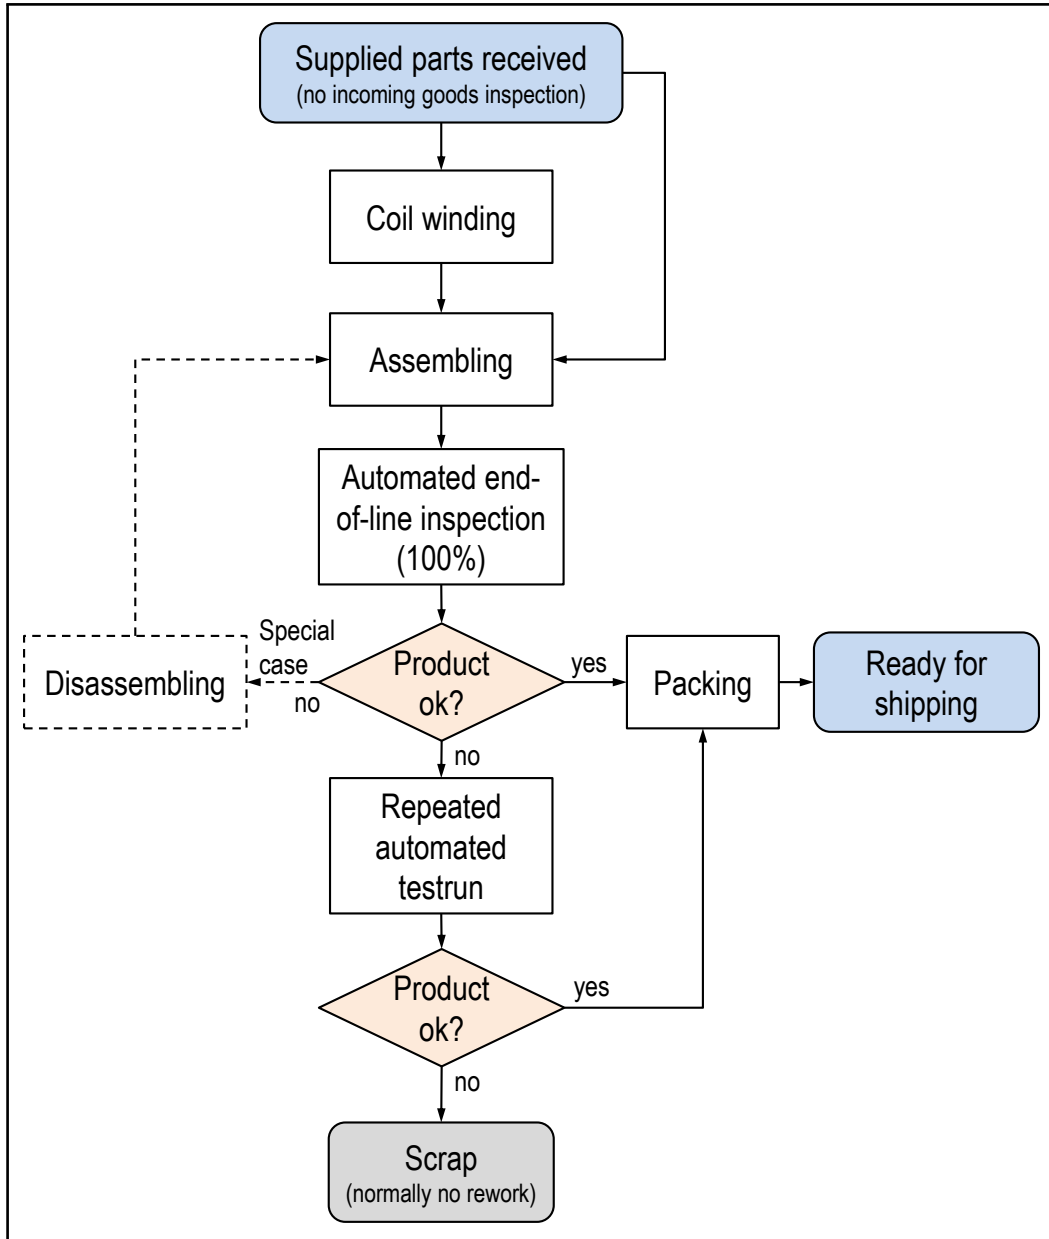 Supplied parts received
(no incoming goods inspection)
Coil winding
Assembling
Automated end-
of-line inspection
(100%)
Special
case
no
Disassembling
Product
ok?
yes
Packing
Ready for
shipping
no
Repeated
automated
testrun
Product
ok?
yes
no
Scrap
(normally no rework)